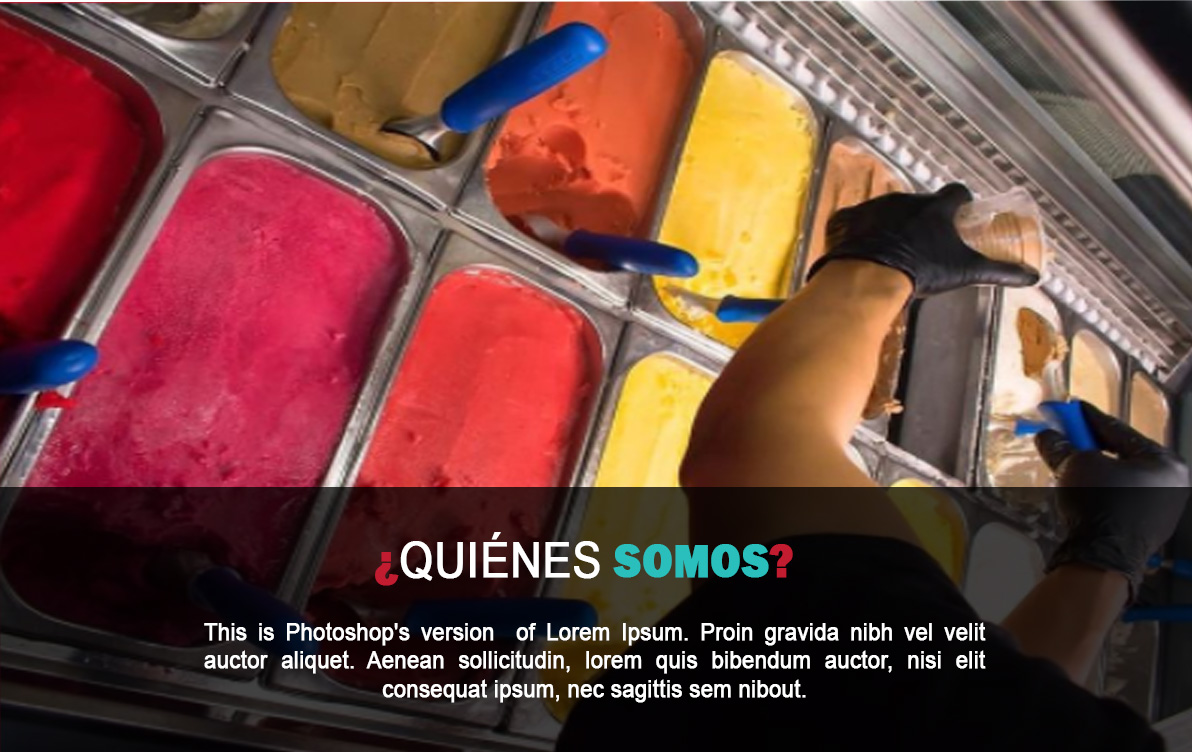 ¿QUIÉNES SOMOS?
This is Photoshop's version of Lorem Ipsum. Proin gravida nibh vel velit
auctor aliquet. Aenean sollicitudin, lorem quis bibendum auctor, nisi elit
consequat ipsum, nec sagittis sem nibout.